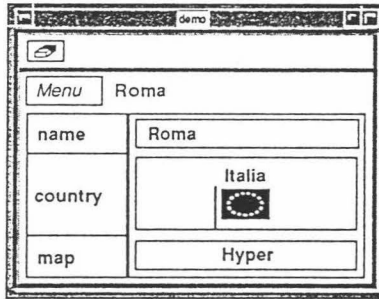 demo
Menu Roma
name Roma
Italia
country
map Hyper